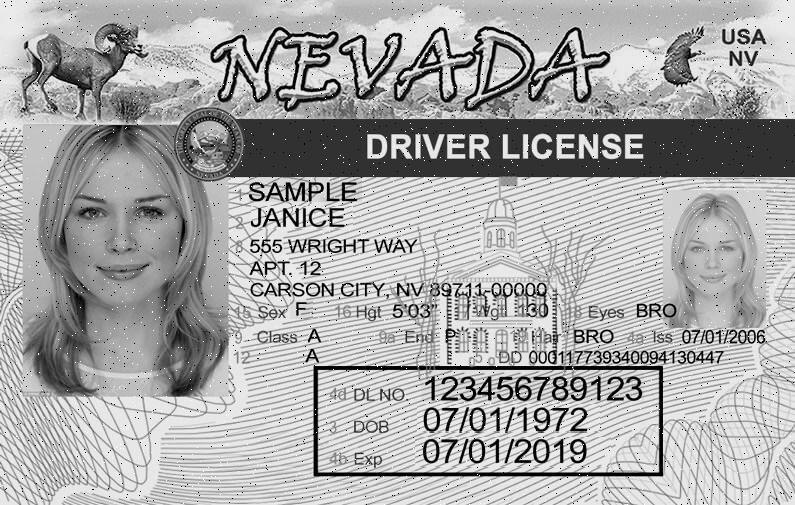 NEVADA
USA
NV
DRIVER LICENSE
1 SAMPLE
2 JANICE
8 555 WRIGHT WAY
APT. 12
CARSON CITY, NV 89711-00000
15 Sex F 16 Hgt 5'03" 17 Wgt 130 18 Eyes BRO
9 Class A 9a End Hair BRO 4a Iss 07/01/2006
12 A 5 DD 0001177393400941304​47
4d DL NO. 123456789123
3 DOB 07/01/1972
4b Exp 07/01/2019